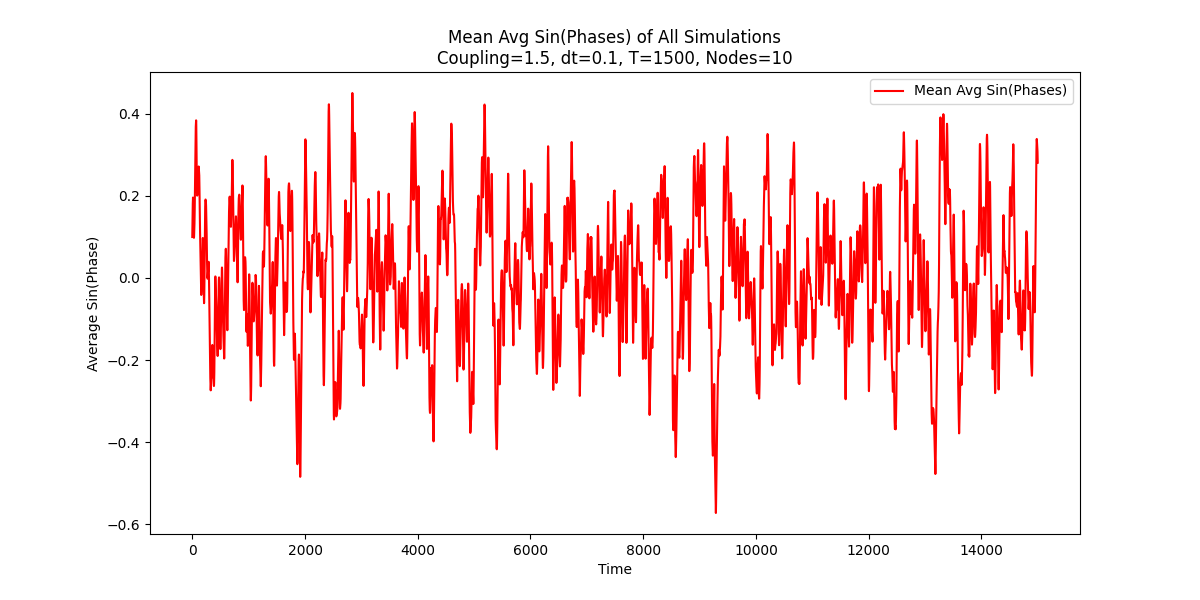 Mean Avg Sin(Phases) of All Simulations
Coupling=1.5, dt=0.1, T=1500, Nodes=10
Mean Avg Sin(Phases)
Average Sin(Phase)
0.4
0.2
0.0
−0.2
−0.4
−0.6
0 2000 4000 6000 8000 10000 12000 14000
Time